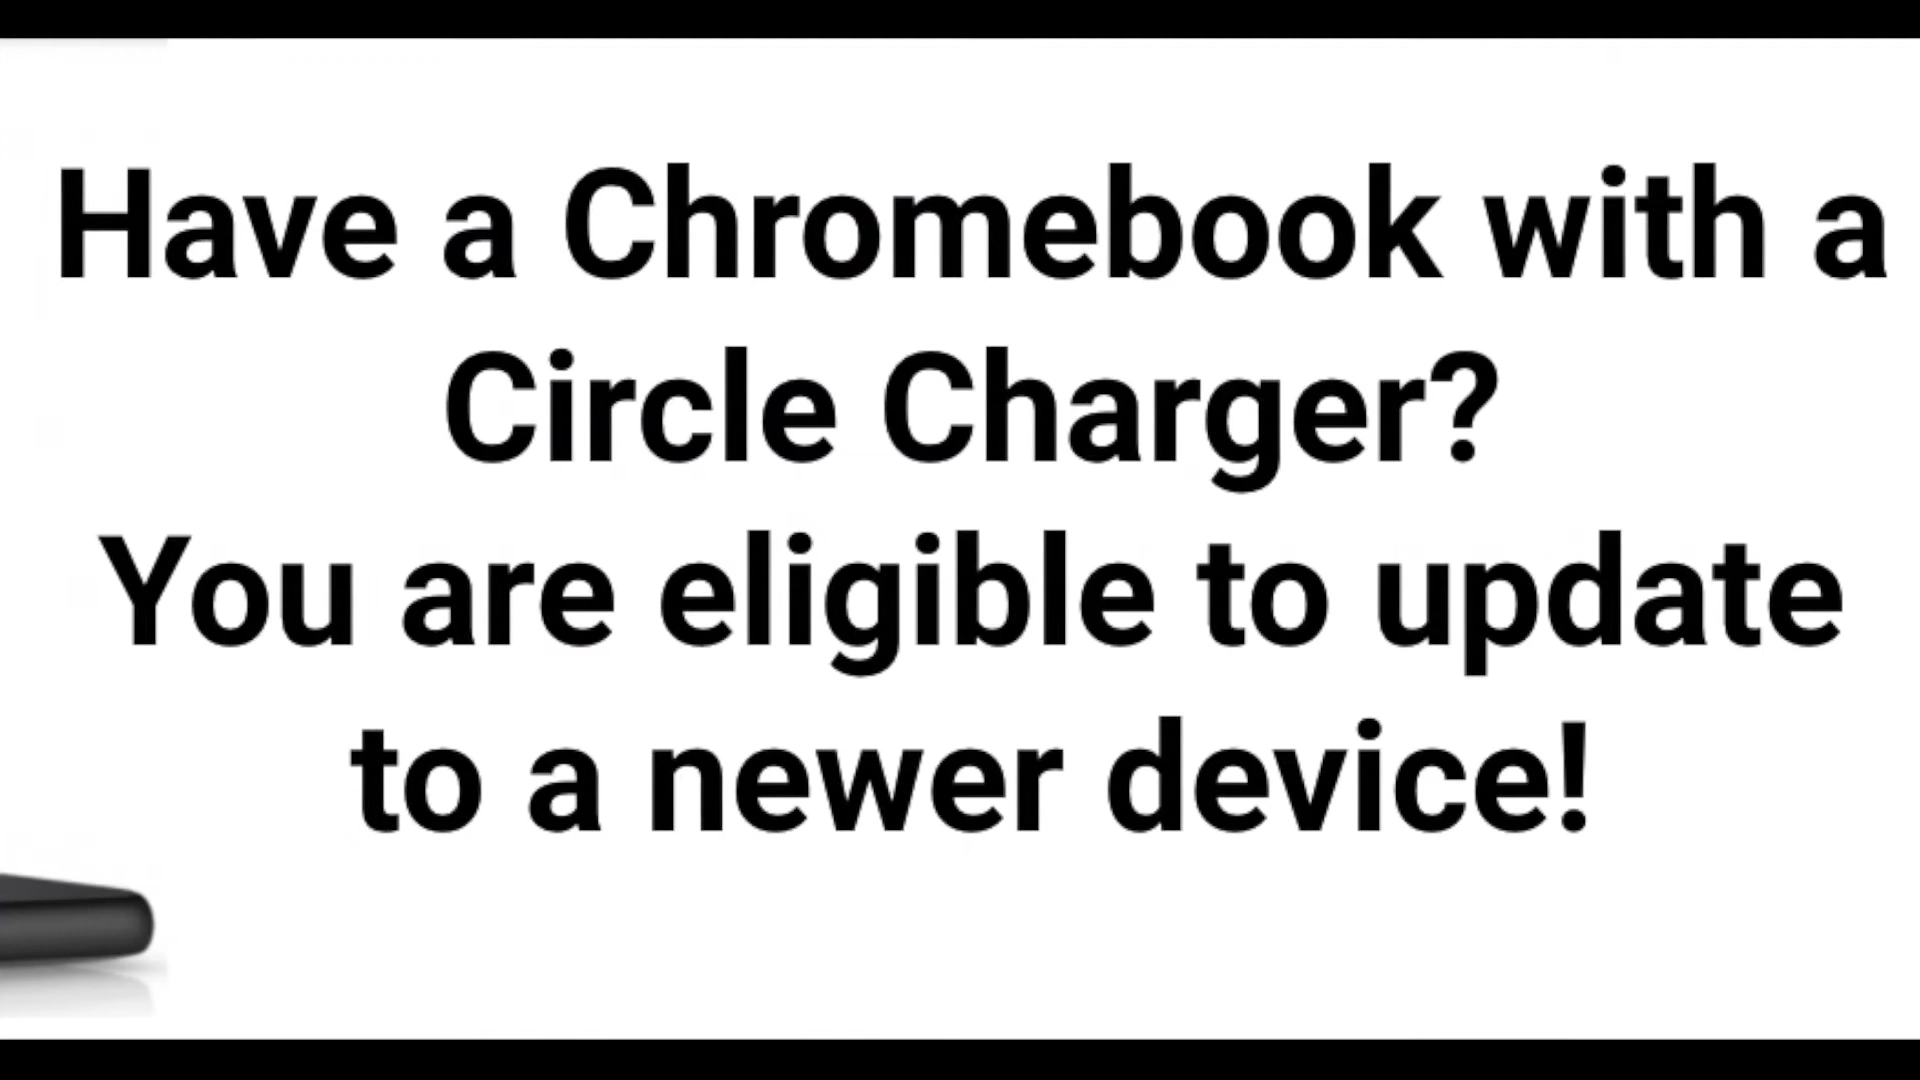 Have a Chromebook with a
Circle Charger?
You are eligible to update
to a newer device!